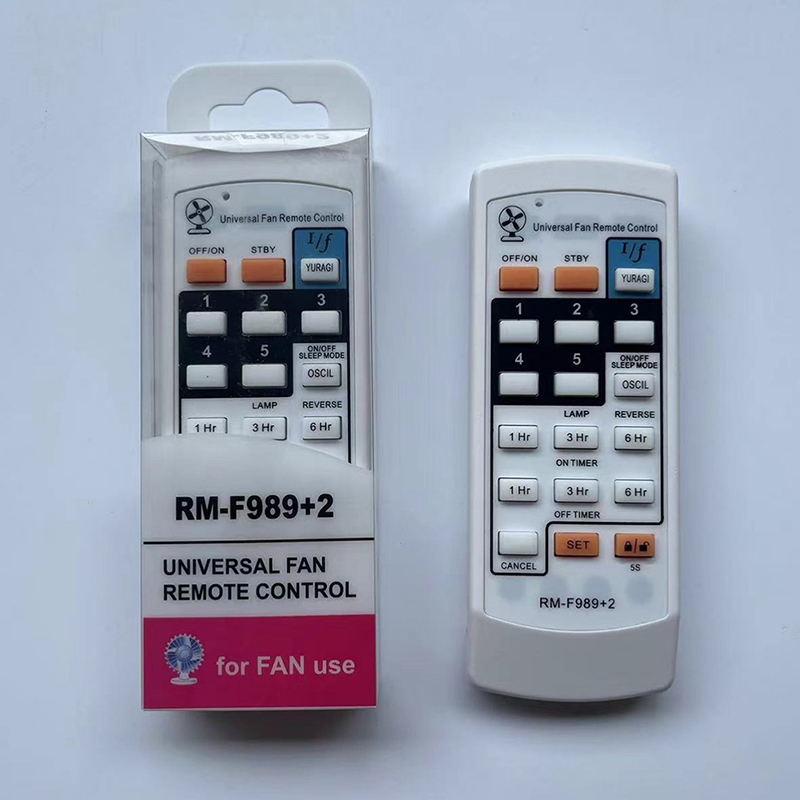 RM-F989+2
Universal Fan Remote Control
OFF/ON STBY I/f
YURAGI
1 2 3
4 5 ON/OFF
SLEEP MODE
OSCIL
LAMP REVERSE
1 Hr 3 Hr 6 Hr
RM-F989+2
UNIVERSAL FAN
REMOTE CONTROL
for FAN use
Universal Fan Remote Control
OFF/ON STBY I/f
YURAGI
1 2 3
4 5 ON/OFF
SLEEP MODE
OSCIL
LAMP REVERSE
1 Hr 3 Hr 6 Hr
ON TIMER
1 Hr 3 Hr 6 Hr
OFF TIMER
SET
CANCEL 5S
RM-F989+2